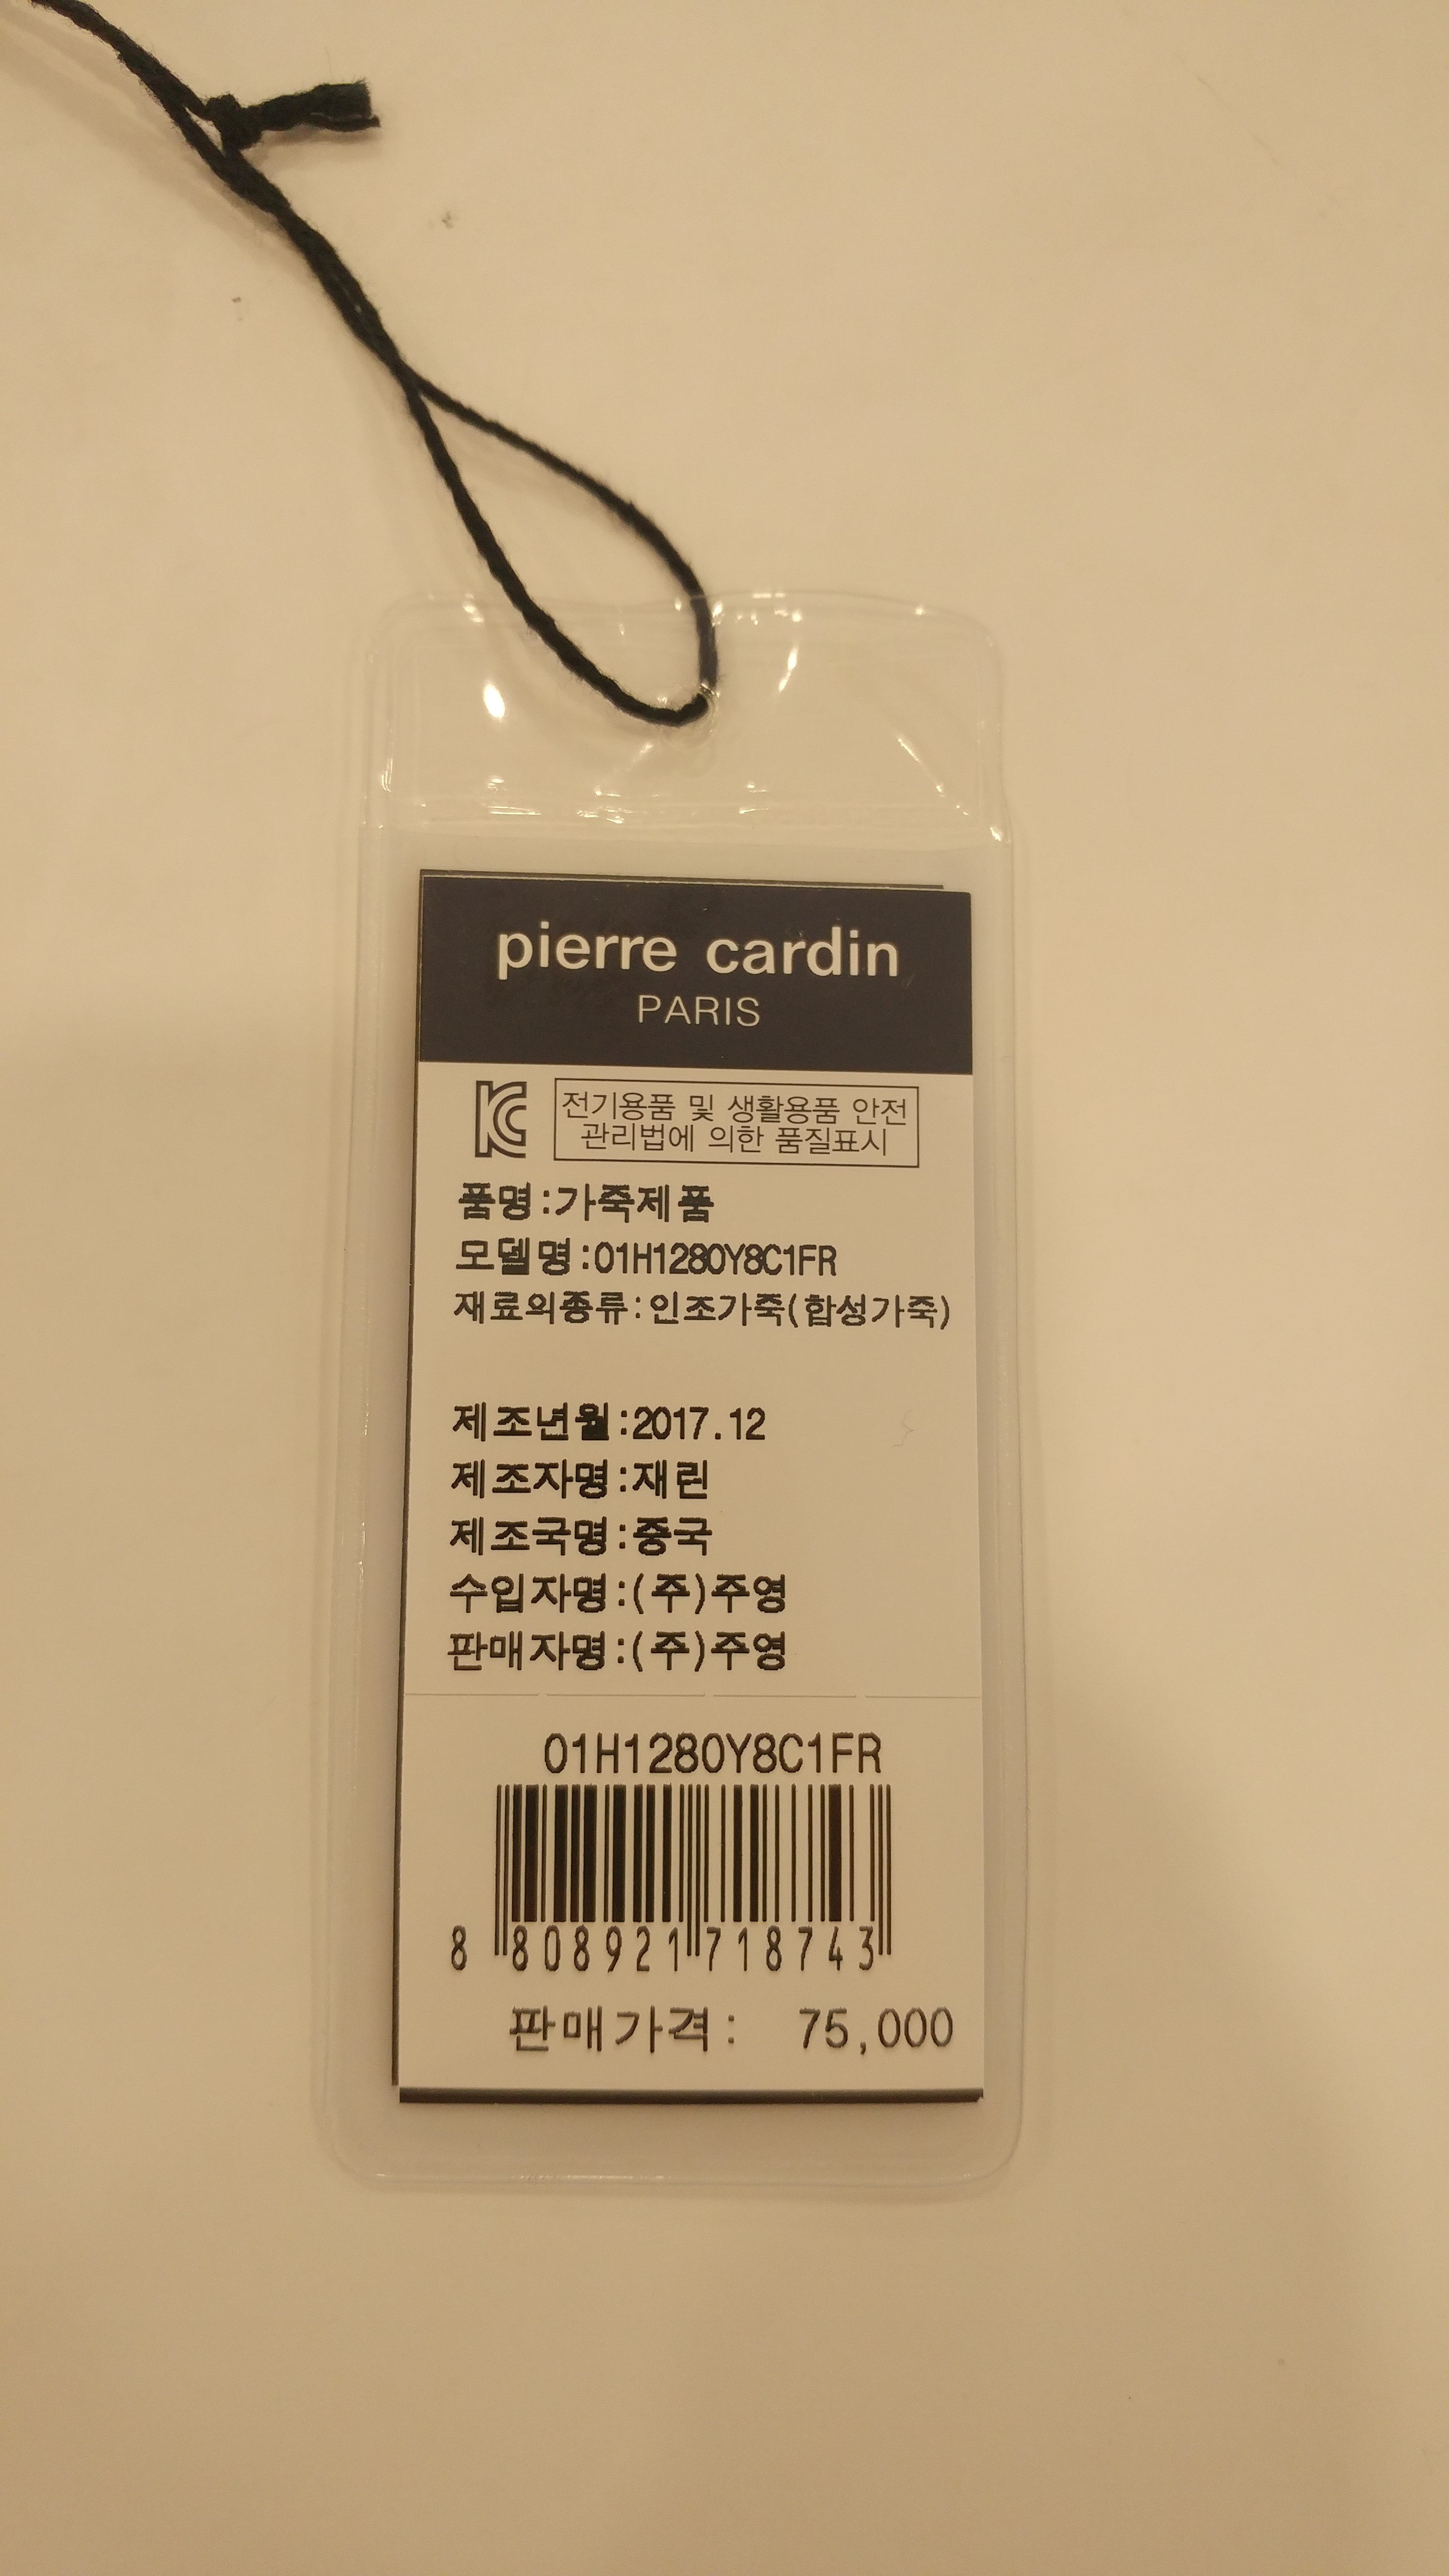 pierre cardin
PARIS
전기용품 및 생활용품 안전
관리법에 의한 품질표시
품명:가죽제품
모델명:01H1280Y8C1FR
재료의종류:인조가죽(합성가죽)
제조년월:2017.12
제조자명:재린
제조국명:중국
수입자명:(주)주영
판매자명:(주)주영
01H1280Y8C1FR
8 808921 718743
판매가격: 75,000